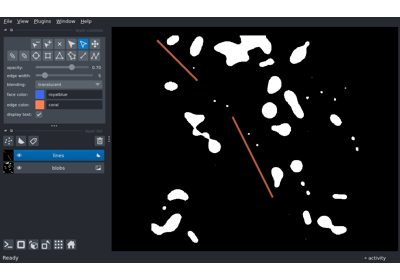 File View Plugins Window Help
opacity: 0.70
edge width: 5
blending: translucent
face color: royalblue
edge color: coral
display text: ✓
lines
blobs
Ready
activity